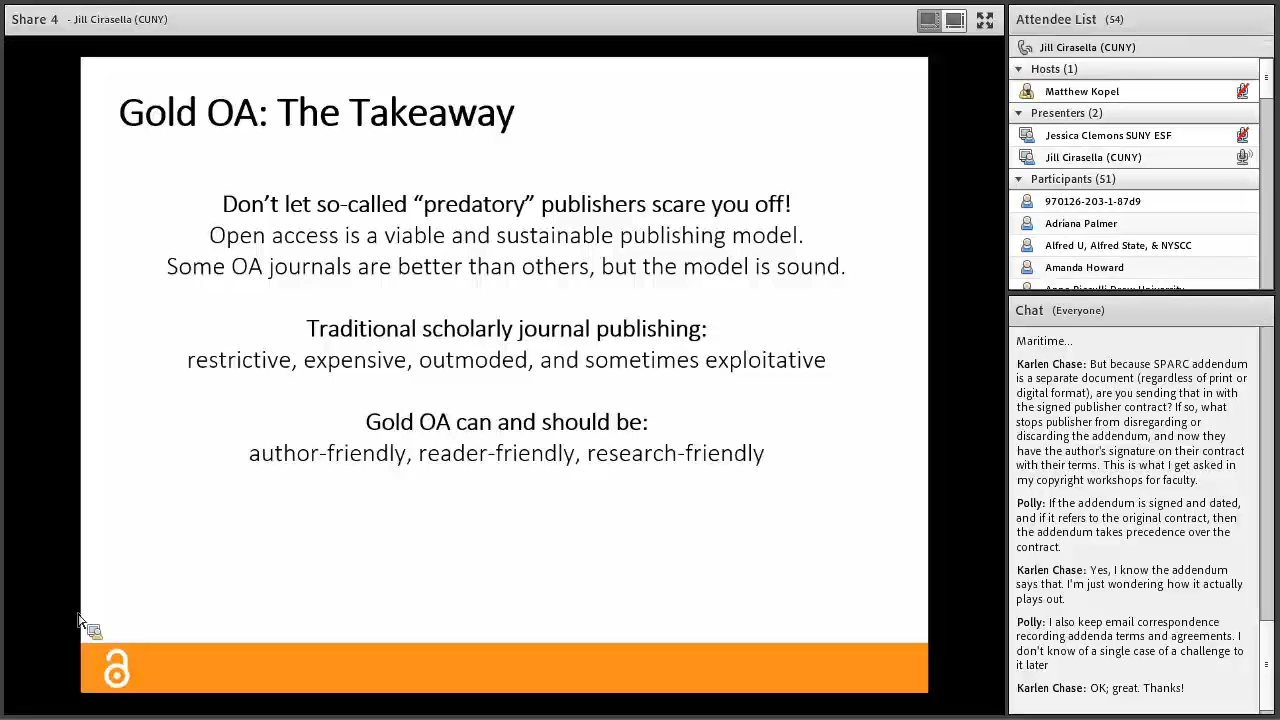 Share 4 - Jill Cirasella (CUNY)
Gold OA: The Takeaway
Don't let so-called “predatory” publishers scare you off!
Open access is a viable and sustainable publishing model.
Some OA journals are better than others, but the model is sound.
Traditional scholarly journal publishing:
restrictive, expensive, outmoded, and sometimes exploitative
Gold OA can and should be:
author-friendly, reader-friendly, research-friendly
Attendee List (54)
Jill Cirasella (CUNY)
Hosts (1)
Matthew Kopel
Presenters (2)
Jessica Clemons SUNY ESF
Jill Cirasella (CUNY)
Participants (51)
970126-203-1-87d9
Adriana Palmer
Alfred U, Alfred State, & NYSCC
Amanda Howard
Chat (Everyone)
Maritime...
Karlen Chase: But because SPARC addendum
is a separate document (regardless of print or
digital format), are you sending that in with
the signed publisher contract? If so, what
stops publisher from disregarding or
discarding the addendum, and now they
have the author's signature on their contract
with their terms. This is what I get asked in
my copyright workshops for faculty.
Polly: If the addendum is signed and dated,
and if it refers to the original contract, then
the addendum takes precedence over the
contract.
Karlen Chase: Yes, I know the addendum
says that. I'm just wondering how it actually
plays out.
Polly: I also keep email correspondence
recording addenda terms and agreements. I
don't know of a single case of a challenge to
it later
Karlen Chase: OK; great. Thanks!